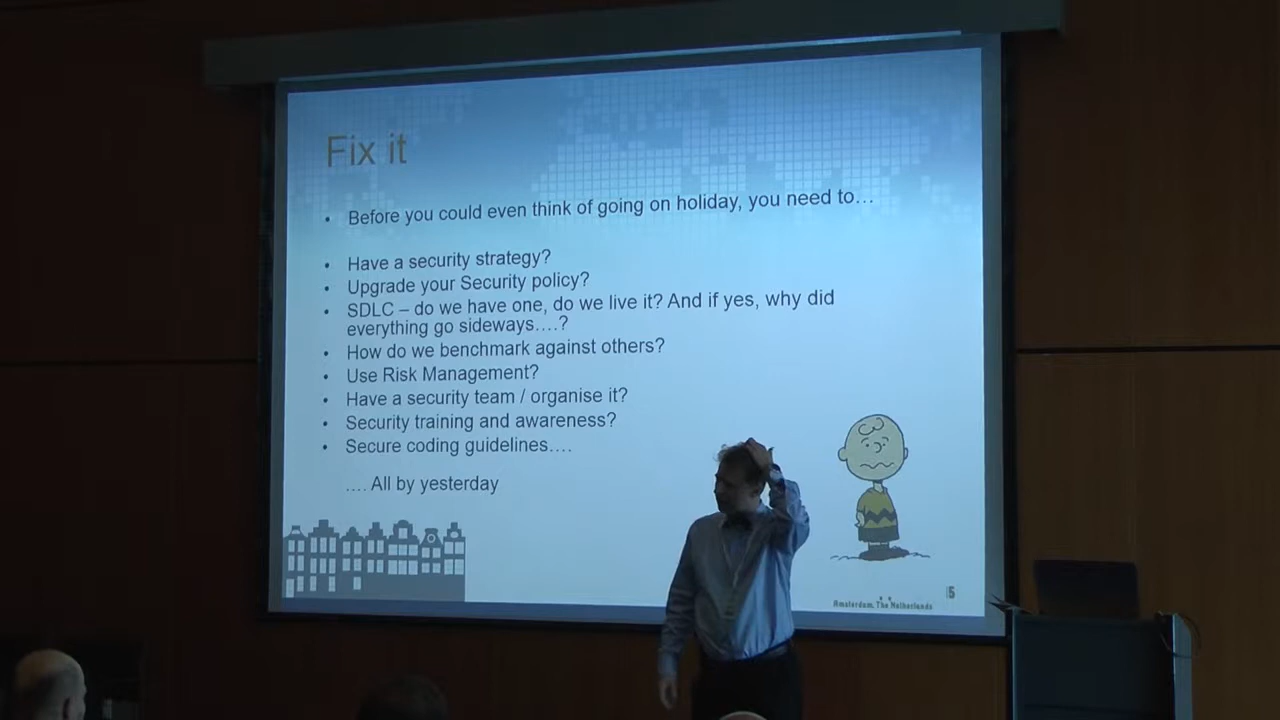 Fix it
• Before you could even think of going on holiday, you need to…
• Have a security strategy?
• Upgrade your Security policy?
• SDLC – do we have one, do we live it? And if yes, why did
everything go sideways….?
• How do we benchmark against others?
• Use Risk Management?
• Have a security team / organise it?
• Security training and awareness?
• Secure coding guidelines….
…. All by yesterday
Amsterdam, The Netherlands
5